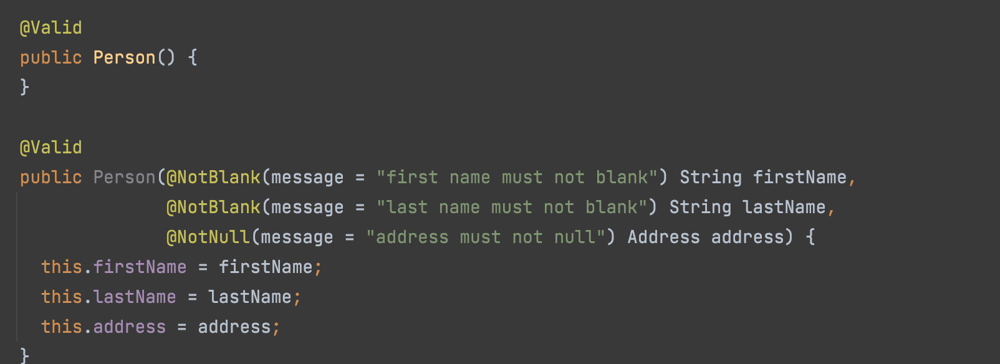 @Valid
public Person() {
}
@Valid
public Person(@NotBlank(message = "first name must not blank") String firstName,
@NotBlank(message = "last name must not blank") String lastName,
@NotNull(message = "address must not null") Address address) {
this.firstName = firstName;
this.lastName = lastName;
this.address = address;
}